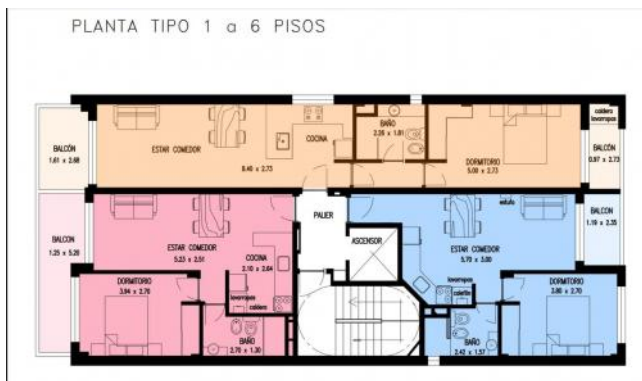 PLANTA TIPO 1 a 6 PISOS
caldera
lavarropas
BAÑO
2.35 x 1.81
COCINA
BALCÓN
1.61 x 2.68
ESTAR COMEDOR
8.40 x 2.73
DORMITORIO
5.00 x 2.73
BALCÓN
0.97 x 2.73
estufa
PALIER
BALCON
1.25 x 5.20
ESTAR COMEDOR
5.23 x 2.51
COCINA
2.10 x 2.64
ASCENSOR
ESTAR COMEDOR
5.70 x 3.00
BALCON
1.19 x 2.35
DORMITORIO
3.94 x 2.70
lavarropas
caldera
lavarropas
DORMITORIO
3.80 x 2.70
BAÑO
2.70 x 1.30
BAÑO
2.42 x 1.57